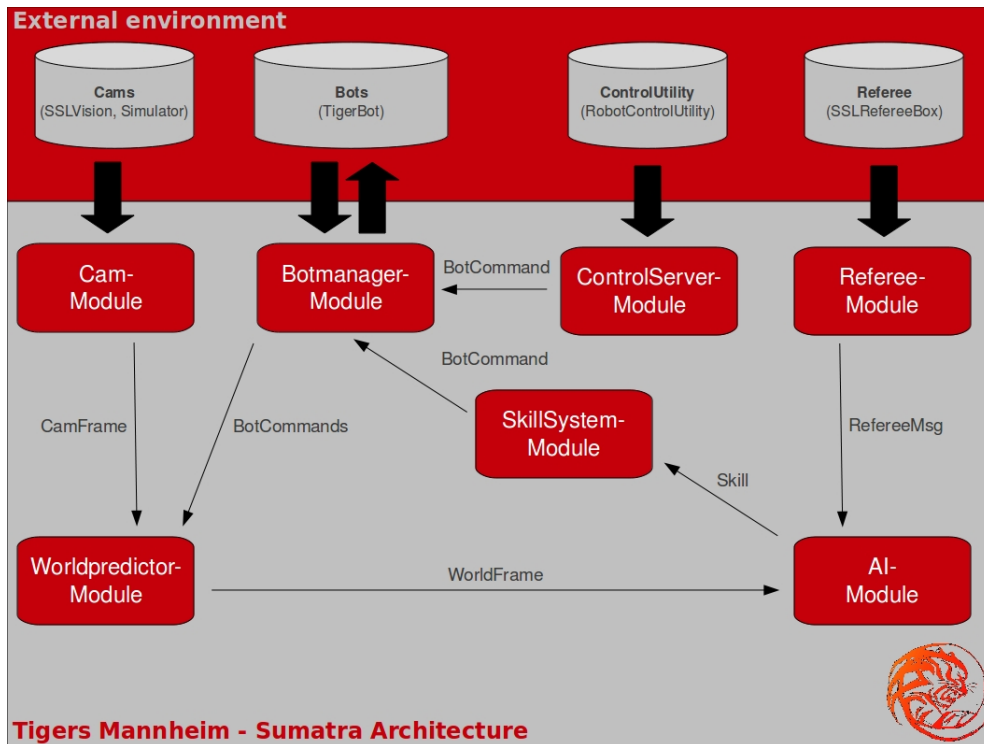 External environment
Cams
(SSLVision, Simulator)
Bots
(TigerBot)
ControlUtility
(RobotControlUtility)
Referee
(SSLRefereeBox)
Cam-
Module
Botmanager-
Module
BotCommand
ControlServer-
Module
Referee-
Module
BotCommand
CamFrame
BotCommands
SkillSystem-
Module
RefereeMsg
Skill
Worldpredictor-
Module
WorldFrame
AI-
Module
Tigers Mannheim - Sumatra Architecture